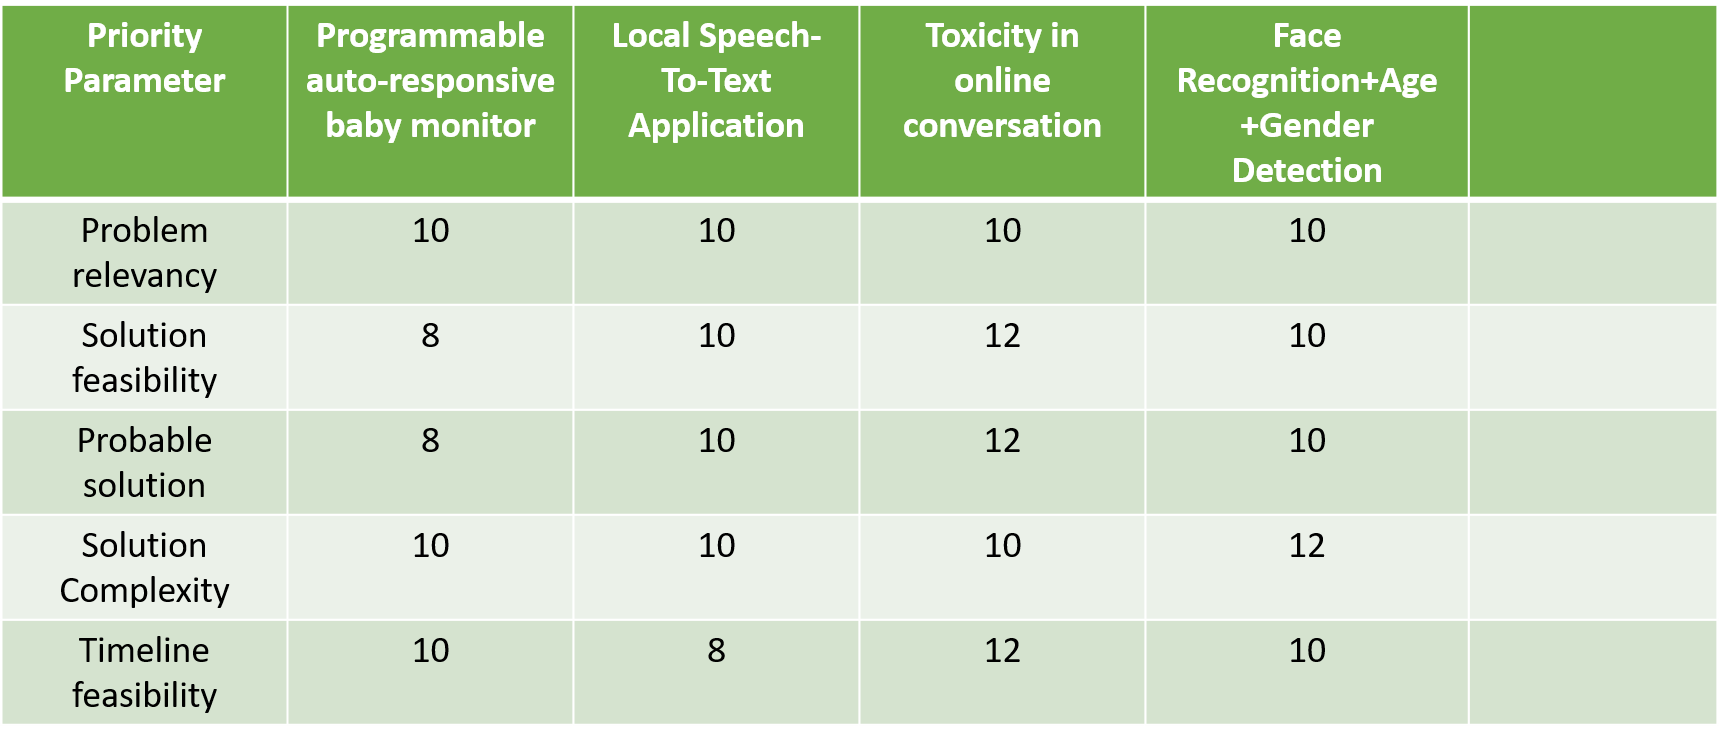 Priority
Parameter
Programmable
auto-responsive
baby monitor
Local Speech-
To-Text
Application
Toxicity in
online
conversation
Face
Recognition+Age
+Gender
Detection
Problem
relevancy
10
10
10
10
Solution
feasibility
8
10
12
10
Probable
solution
8
10
12
10
Solution
Complexity
10
10
10
12
Timeline
feasibility
10
8
12
10